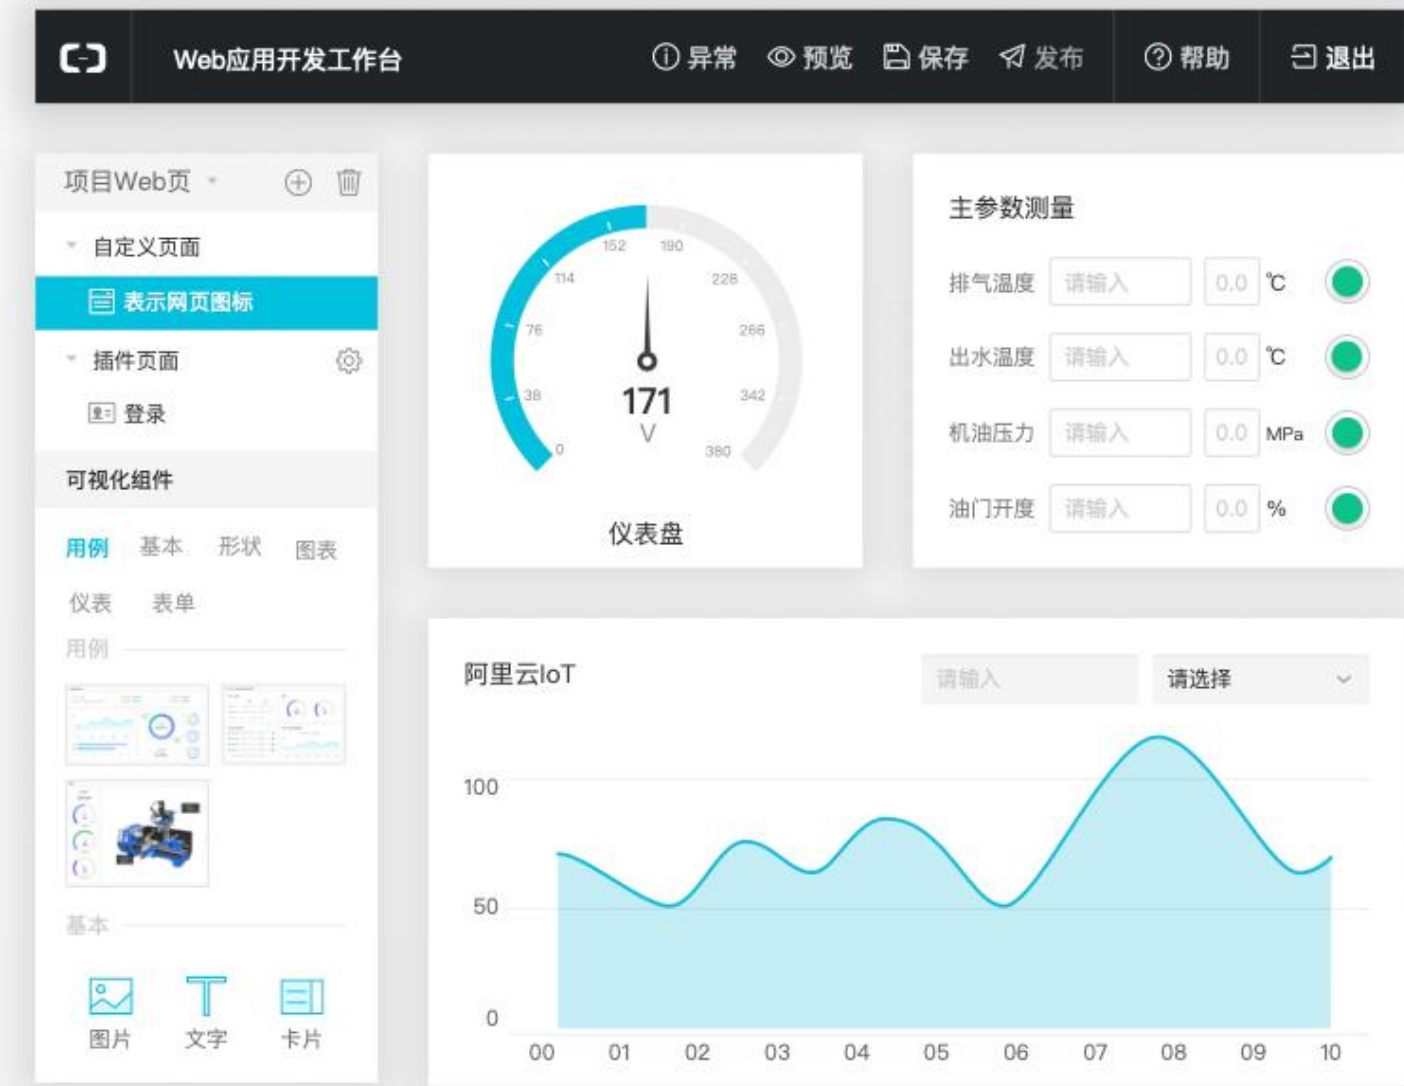 Web应用开发工作台 异常 预览 保存 发布 帮助 退出
项目Web页
自定义页面
表示网页图标
插件页面
登录
可视化组件
用例 基本 形状 图表
仪表 表单
用例
基本
图片 文字 卡片
152 190
114 228
76 266
38 342
0 380
171
V
仪表盘
主参数测量
排气温度 请输入 0.0 ℃
出水温度 请输入 0.0 ℃
机油压力 请输入 0.0 MPa
油门开度 请输入 0.0 %
阿里云IoT 请输入 请选择
100
50
0
00 01 02 03 04 05 06 07 08 09 10